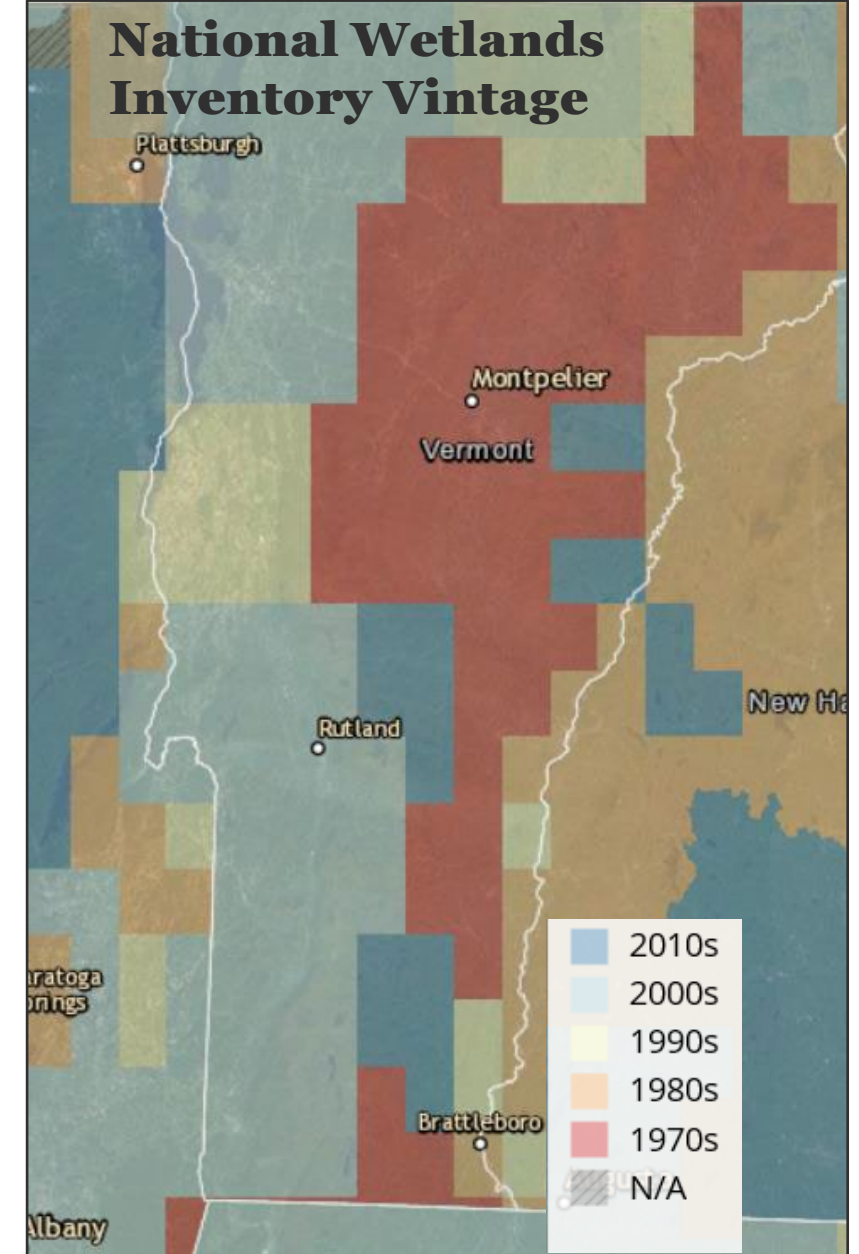 National Wetlands
Inventory Vintage
Plattsburgh
Montpelier
Vermont
Rutland
New Ha
aratoga
prings
Brattleboro
Albany
2010s
2000s
1990s
1980s
1970s
N/A